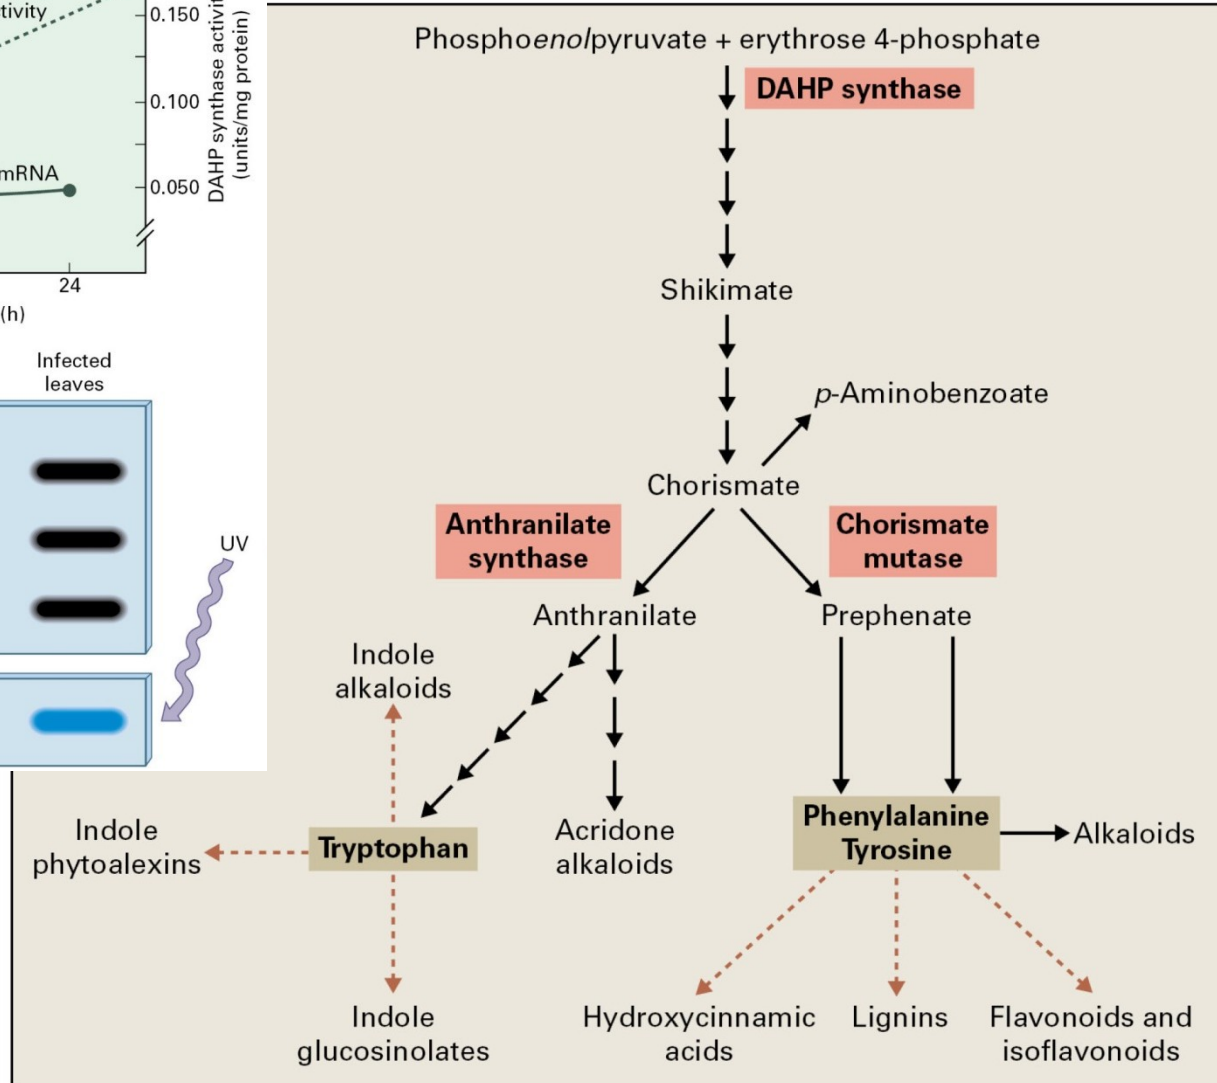 0.150
0.100
0.050
DAHP synthase activit
(units/mg protein)
mRNA
24
(h)
Infected
leaves
UV
Phosphoenolpyruvate + erythrose 4-phosphate
DAHP synthase
Shikimate
p-Aminobenzoate
Chorismate
Anthranilate
synthase
Chorismate
mutase
Anthranilate
Prephenate
Indole
alkaloids
Indole
phytoalexins
Tryptophan
Acridone
alkaloids
Phenylalanine
Tyrosine
Alkaloids
Indole
glucosinolates
Hydroxycinnamic
acids
Lignins
Flavonoids and
isoflavonoids